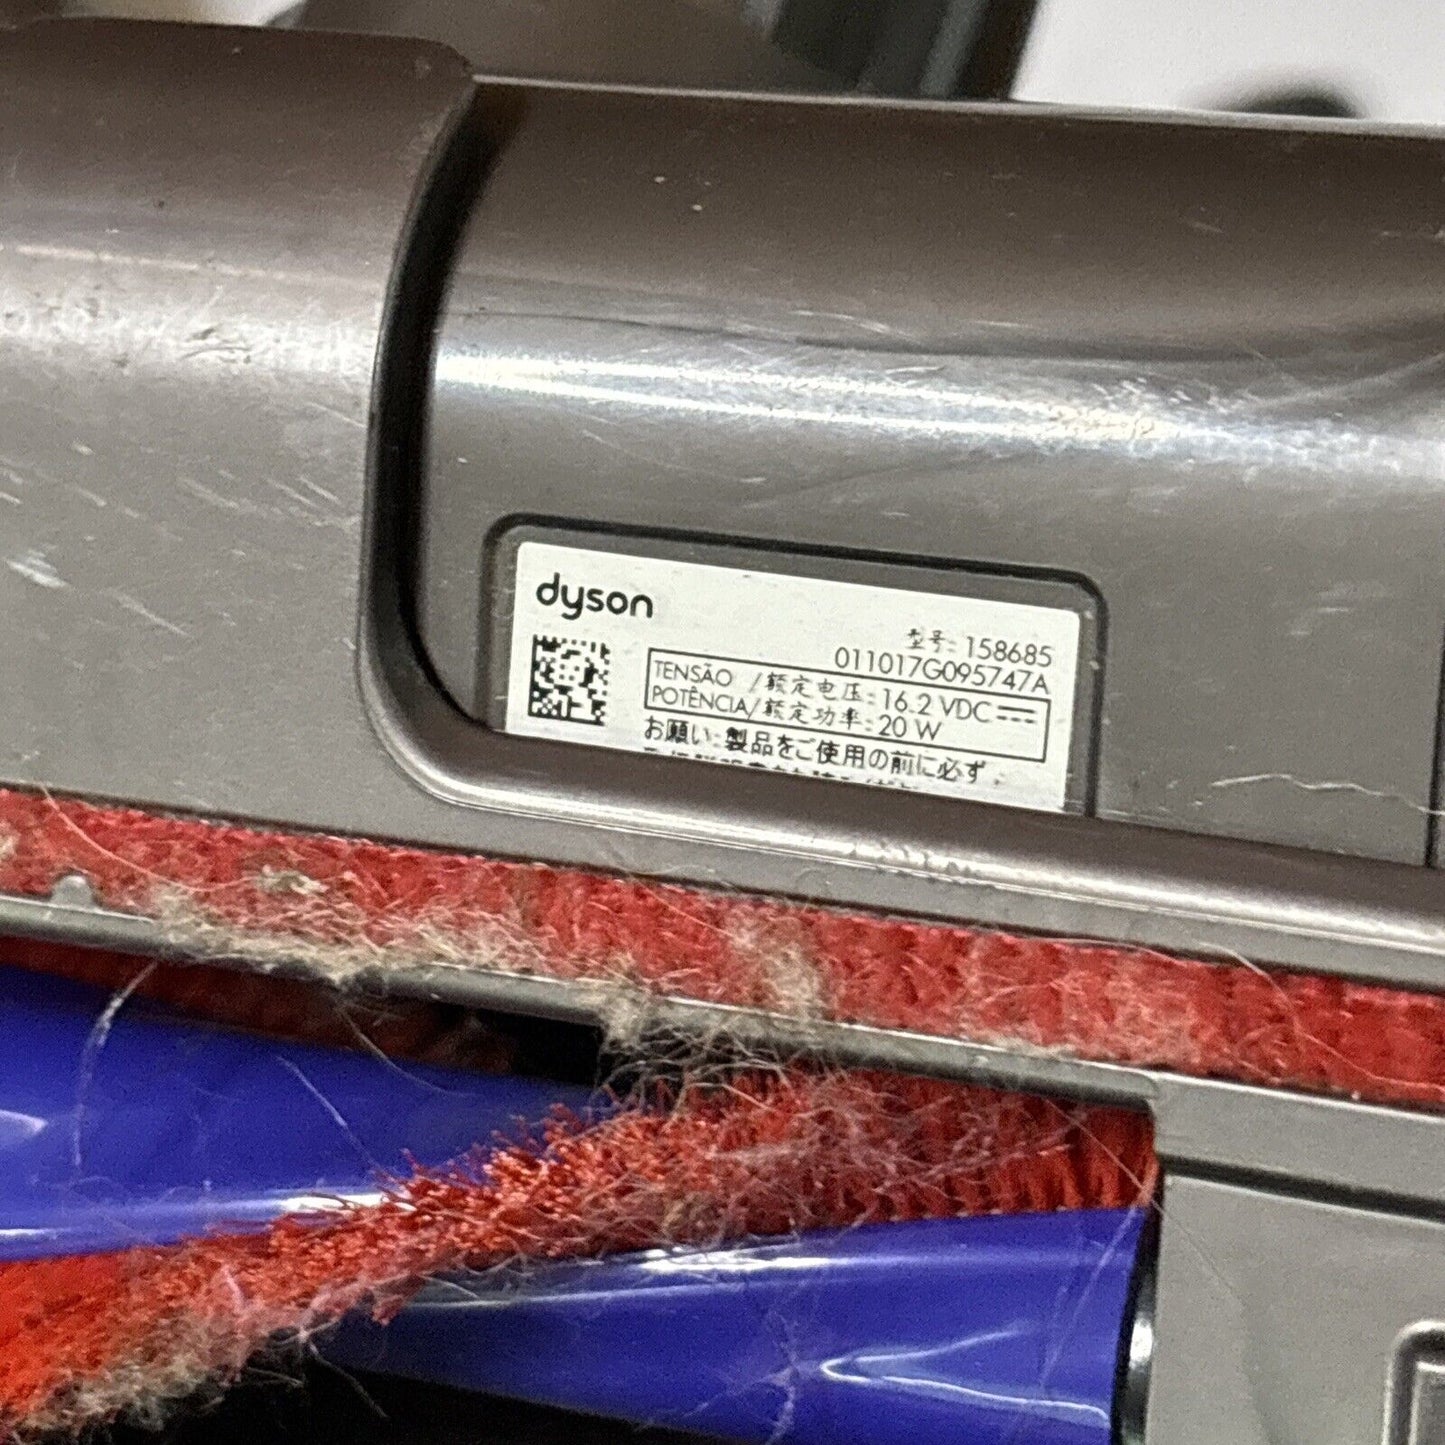 dyson
型号: 158685
011017G095747A
TENSÃO /额定电压: 16.2 VDC
POTÊNCIA/额定功率: 20 W
お願い: 製品をご使用の前に必ず